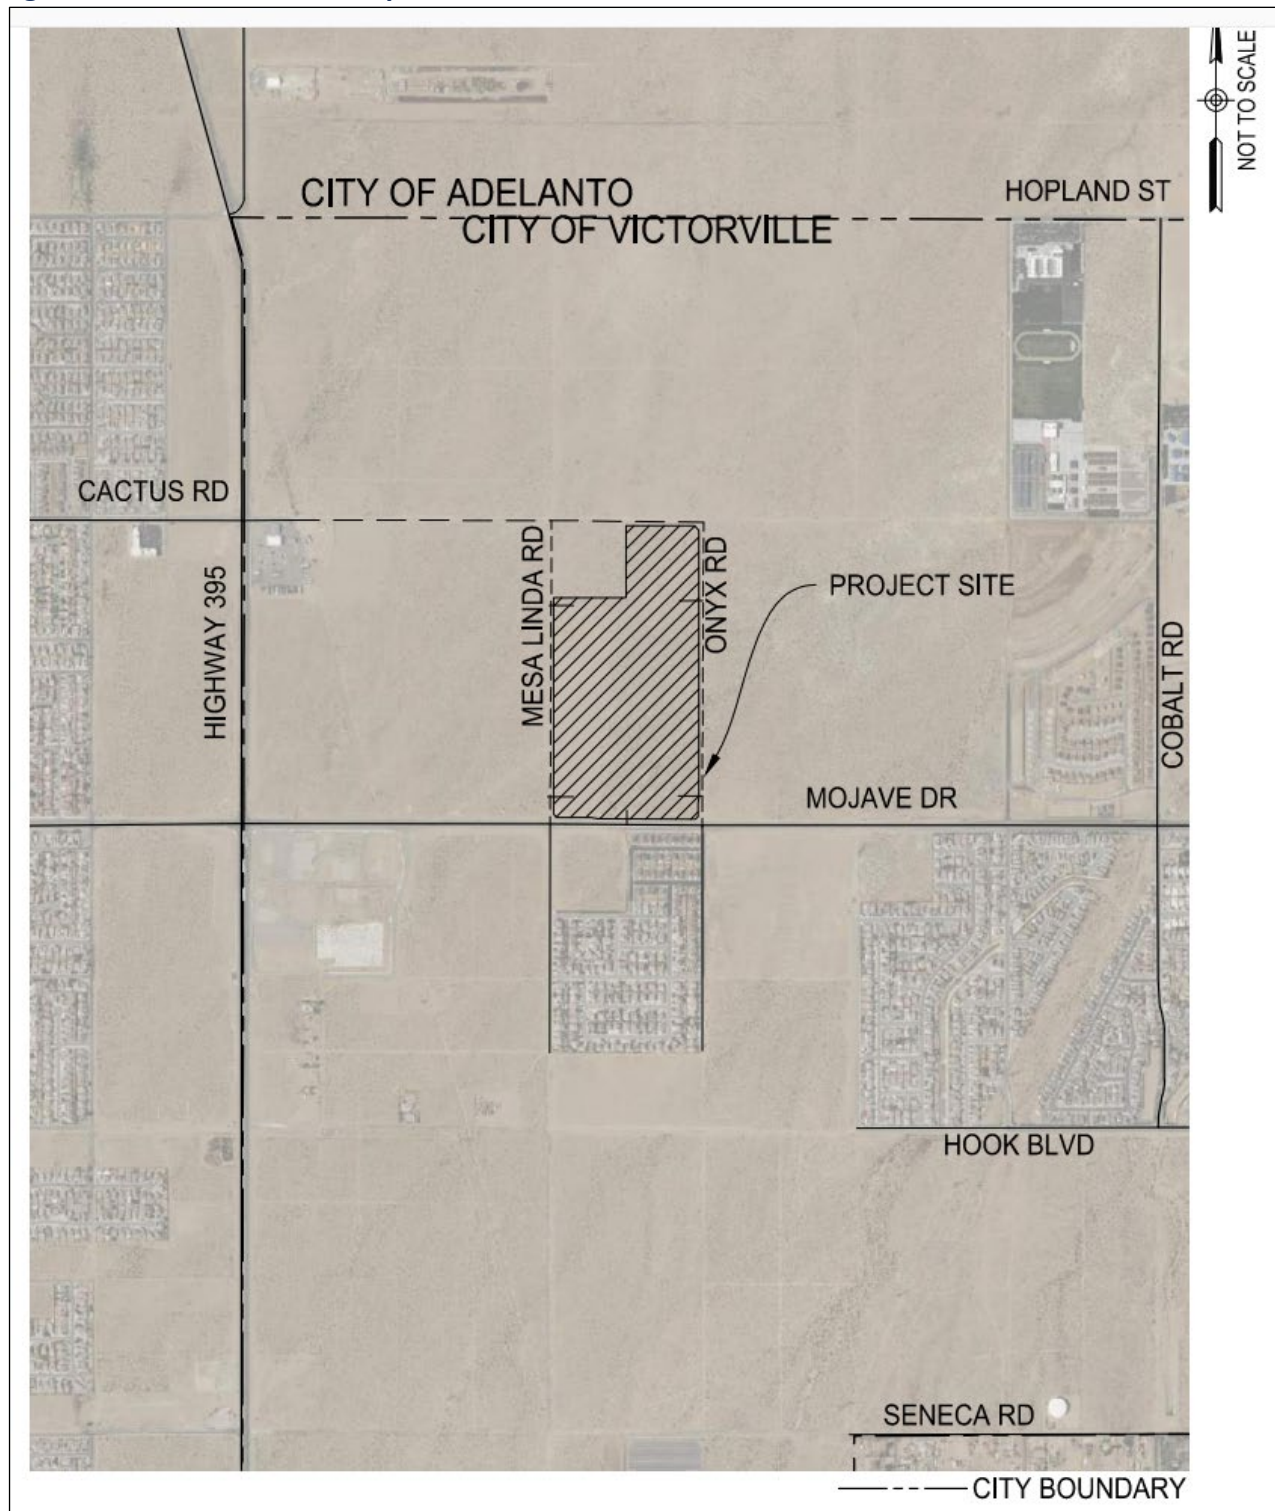 NOT TO SCALE
CITY OF ADELANTO
HOPLAND ST
CITY OF VICTORVILLE
CACTUS RD
MESA LINDA RD
ONYX RD
PROJECT SITE
HIGHWAY 395
COBALT RD
MOJAVE DR
HOOK BLVD
SENECA RD
CITY BOUNDARY